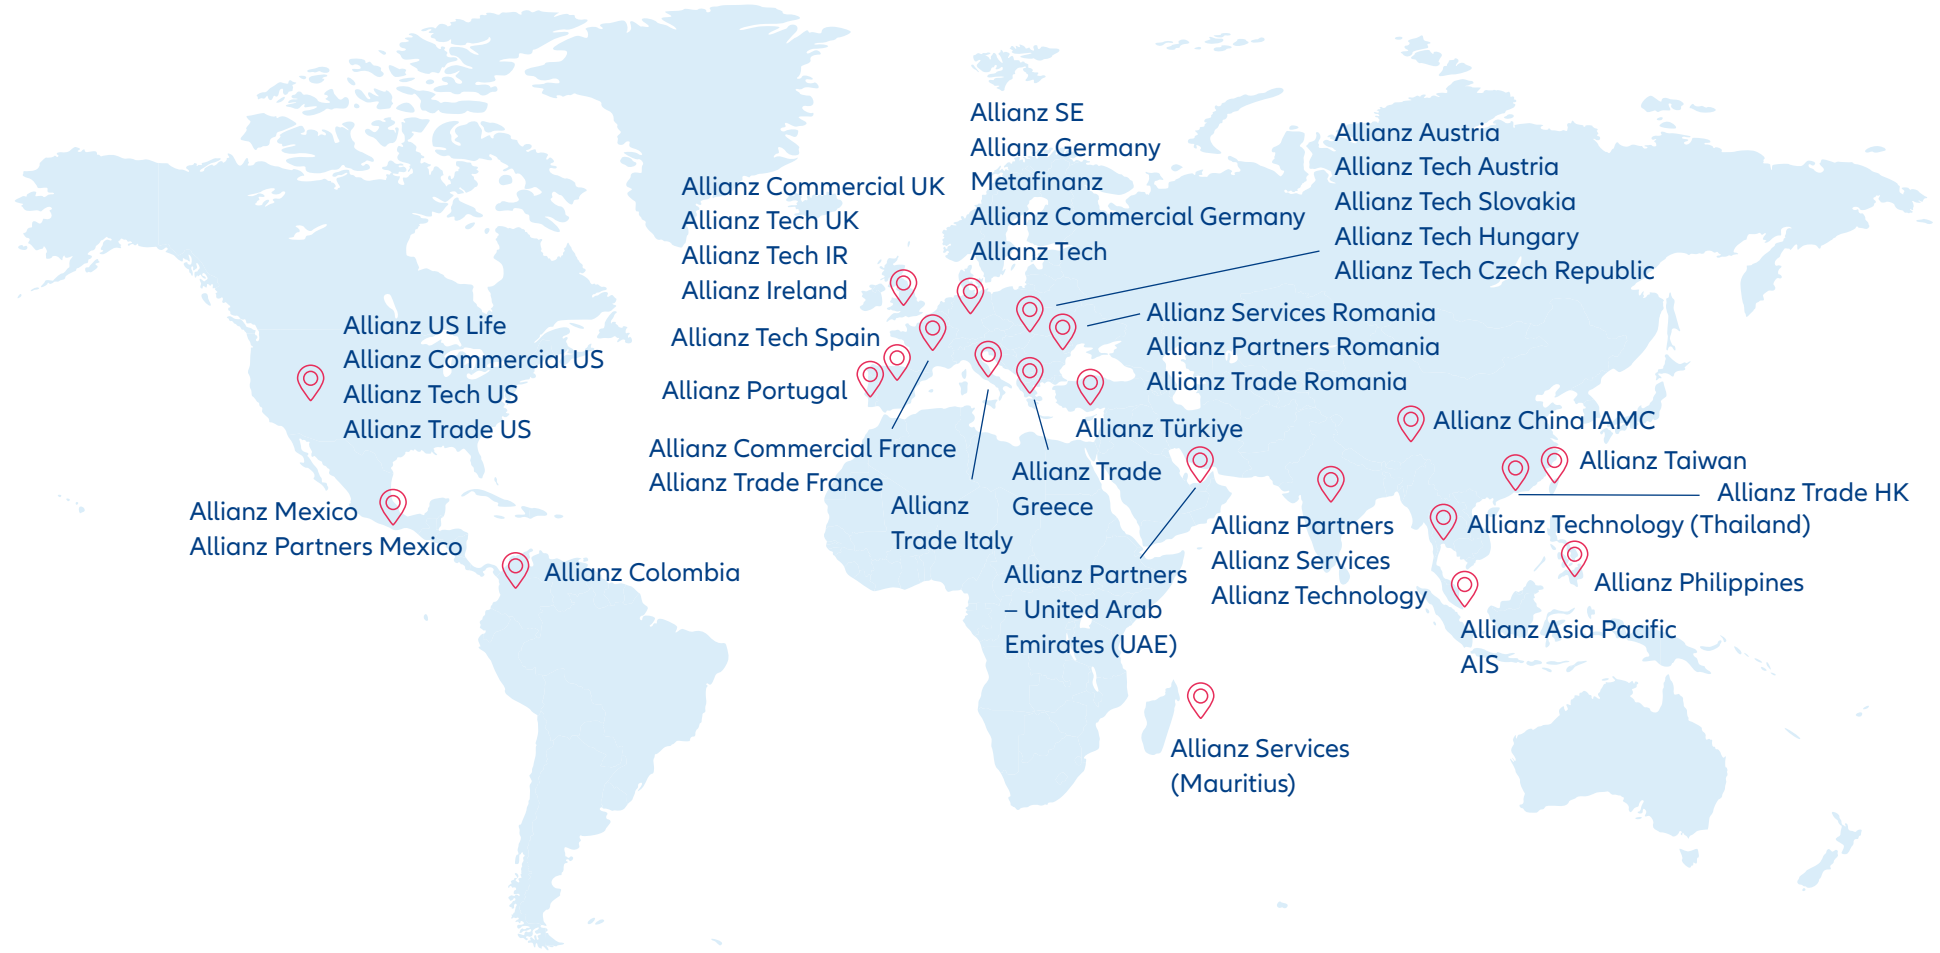 Allianz SE
Allianz Germany
Metafinanz
Allianz Commercial Germany
Allianz Tech
Allianz Austria
Allianz Tech Austria
Allianz Tech Slovakia
Allianz Tech Hungary
Allianz Tech Czech Republic
Allianz Commercial UK
Allianz Tech UK
Allianz Tech IR
Allianz Ireland
Allianz Services Romania
Allianz Partners Romania
Allianz Trade Romania
Allianz US Life
Allianz Commercial US
Allianz Tech US
Allianz Trade US
Allianz Tech Spain
Allianz Portugal
Allianz Commercial France
Allianz Trade France
Allianz
Trade Italy
Allianz Trade
Greece
Allianz Türkiye
Allianz China IAMC
Allianz Taiwan
Allianz Trade HK
Allianz Technology (Thailand)
Allianz Mexico
Allianz Partners Mexico
Allianz Colombia
Allianz Partners
– United Arab
Emirates (UAE)
Allianz Partners
Allianz Services
Allianz Technology
Allianz Philippines
Allianz Asia Pacific
AIS
Allianz Services
(Mauritius)